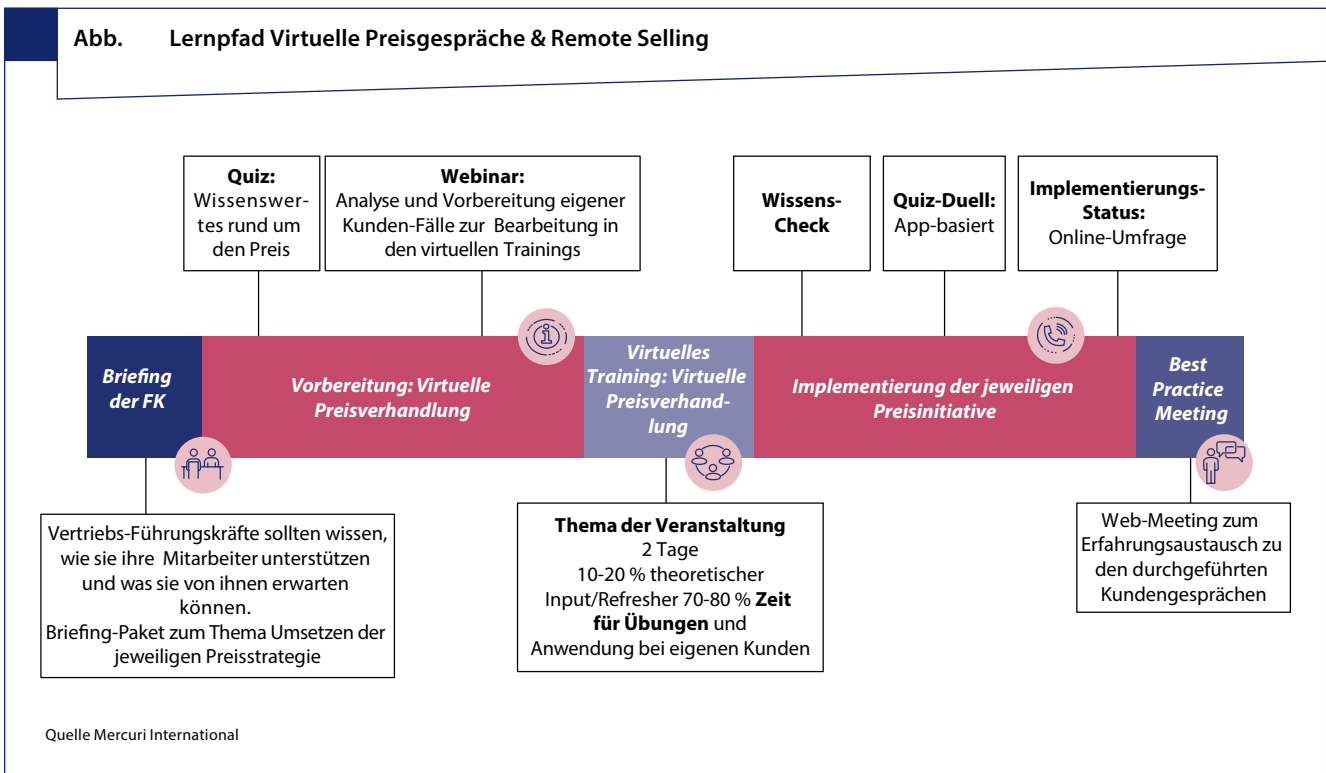 Abb. Lernpfad Virtuelle Preisgespräche & Remote Selling
Quiz:
Wissenswer-
tes rund um
den Preis
Webinar:
Analyse und Vorbereitung eigener
Kunden-Fälle zur Bearbeitung in
den virtuellen Trainings
Wissens-
Check
Quiz-Duell:
App-basiert
Implementierungs-
Status:
Online-Umfrage
Briefing
der FK
Vorbereitung: Virtuelle
Preisverhandlung
Virtuelles
Training: Virtuelle
Preisverhand-
lung
Implementierung der jeweiligen
Preisinitiative
Best
Practice
Meeting
Vertriebs-Führungskräfte sollten wissen,
wie sie ihre Mitarbeiter unterstützen
und was sie von ihnen erwarten
können.
Briefing-Paket zum Thema Umsetzen der
jeweiligen Preisstrategie
Thema der Veranstaltung
2 Tage
10-20 % theoretischer
Input/Refresher 70-80 % Zeit
für Übungen und
Anwendung bei eigenen Kunden
Web-Meeting zum
Erfahrungsaustausch zu
den durchgeführten
Kundengesprächen
Quelle Mercuri International